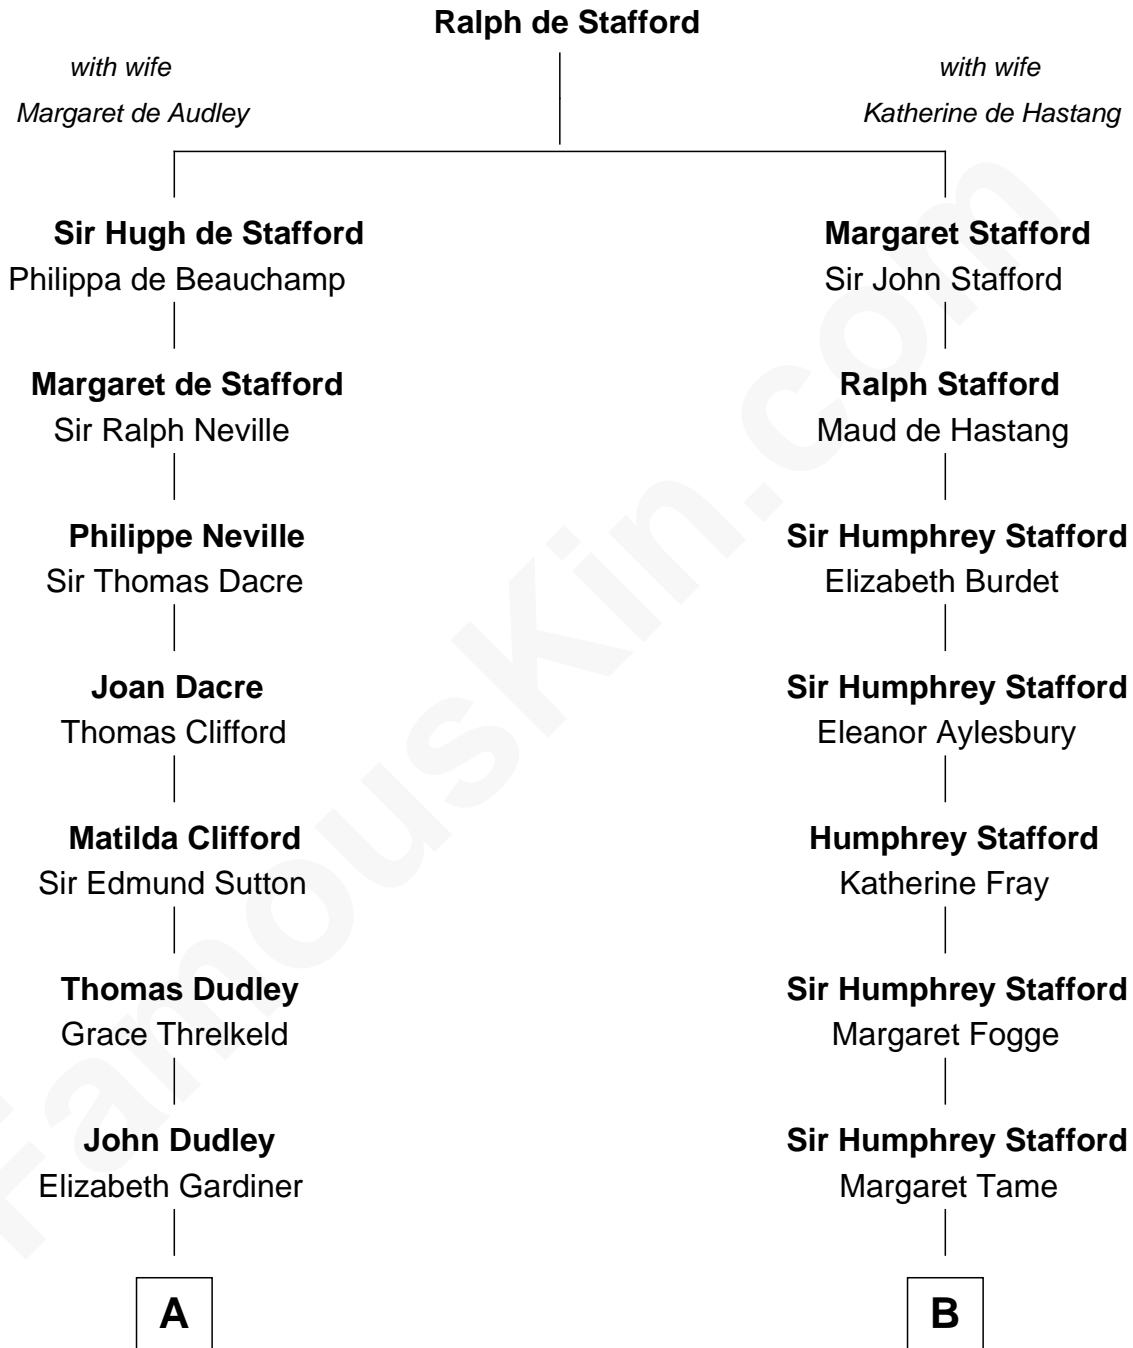 Ralph de Stafford
with wife
Margaret de Audley
with wife
Katherine de Hastang
Sir Hugh de Stafford
Philippa de Beauchamp
Margaret Stafford
Sir John Stafford
Margaret de Stafford
Sir Ralph Neville
Ralph Stafford
Maud de Hastang
Philippe Neville
Sir Thomas Dacre
Sir Humphrey Stafford
Elizabeth Burdet
Joan Dacre
Thomas Clifford
Sir Humphrey Stafford
Eleanor Aylesbury
Matilda Clifford
Sir Edmund Sutton
Humphrey Stafford
Katherine Fray
Thomas Dudley
Grace Threlkeld
Sir Humphrey Stafford
Margaret Fogge
John Dudley
Elizabeth Gardiner
Sir Humphrey Stafford
Margaret Tame
A
B
FamousKin.com